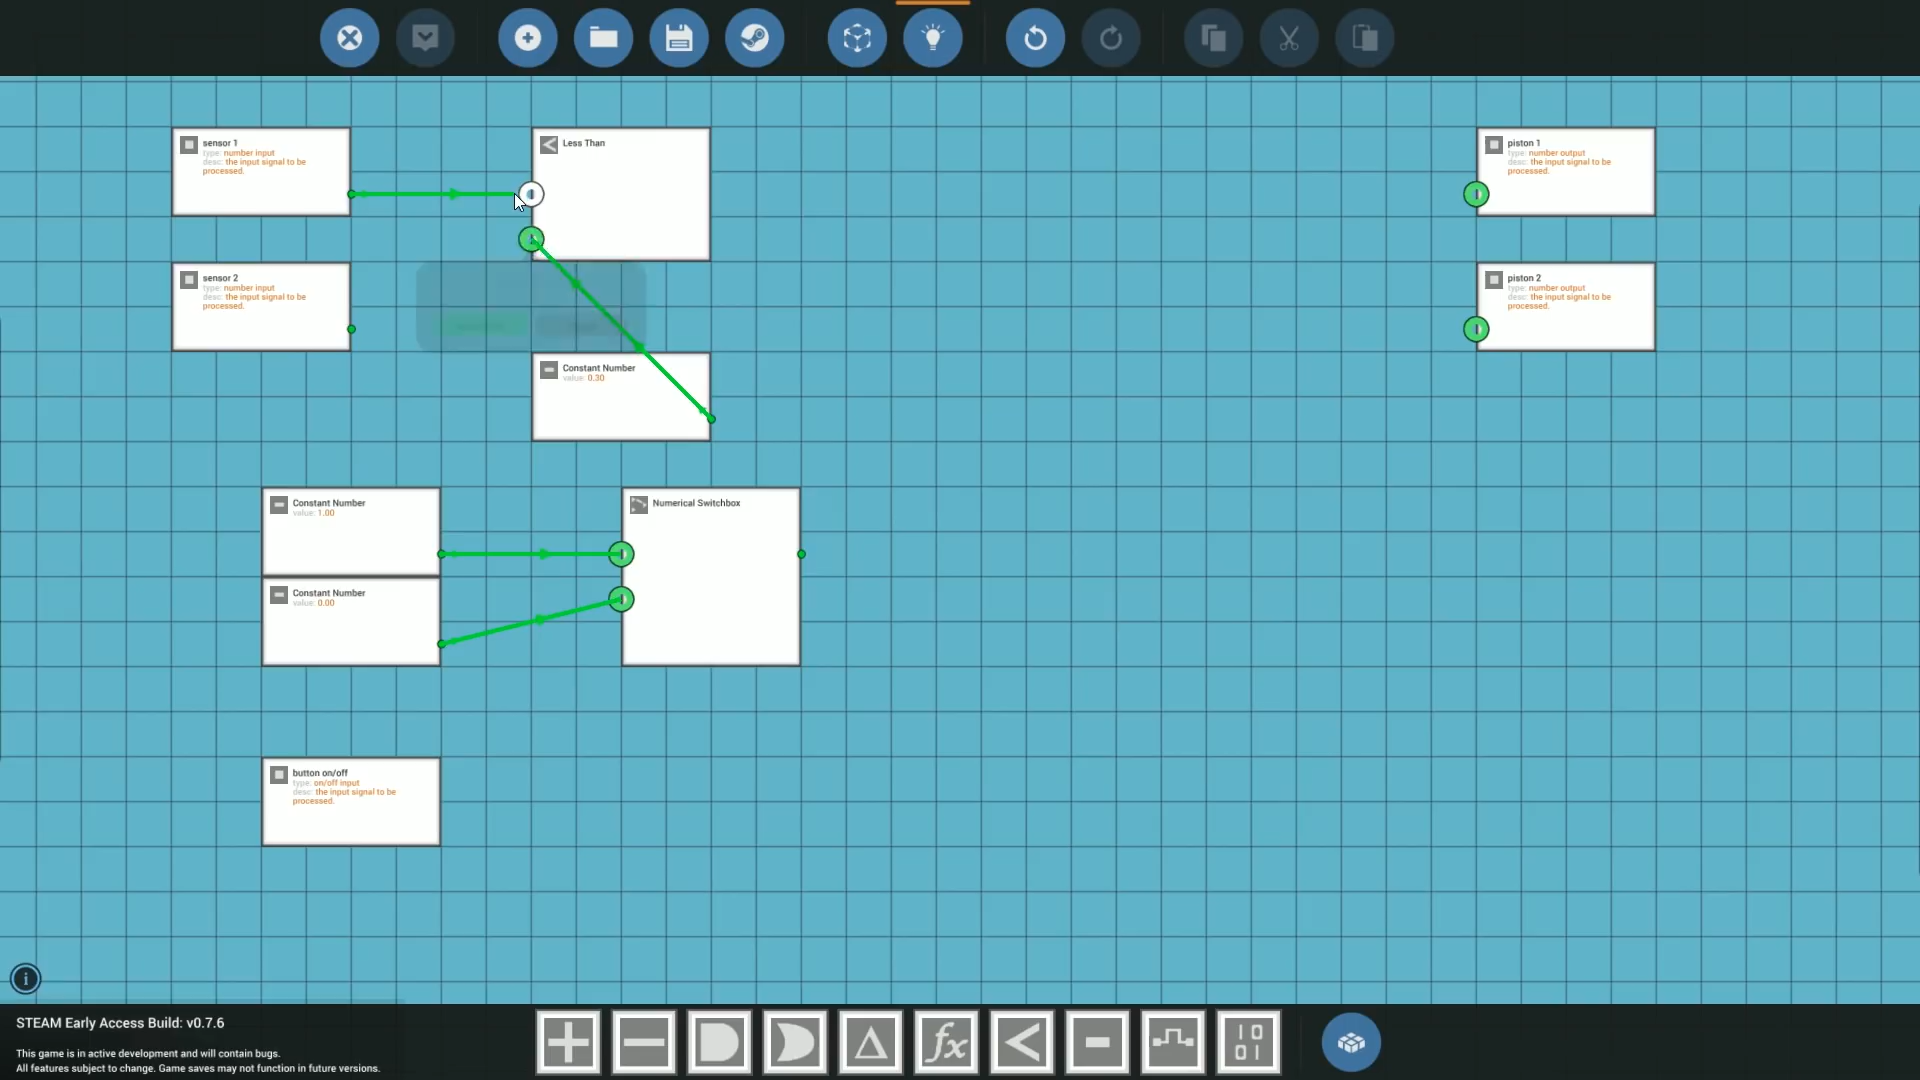 sensor 1
type: number input
desc: the input signal to be
processed.
Less Than
piston 1
type: number output
desc: the input signal to be
processed.
sensor 2
type: number input
desc: the input signal to be
processed.
piston 2
type: number output
desc: the input signal to be
processed.
Constant Number
value: 0.30
Constant Number
value: 1.00
Numerical Switchbox
Constant Number
value: 0.00
button on/off
type: on/off input
desc: the input signal to be
processed.
STEAM Early Access Build: v0.7.6
This game is in active development and will contain bugs.
All features subject to change. Game saves may not function in future versions.
fx
10
01